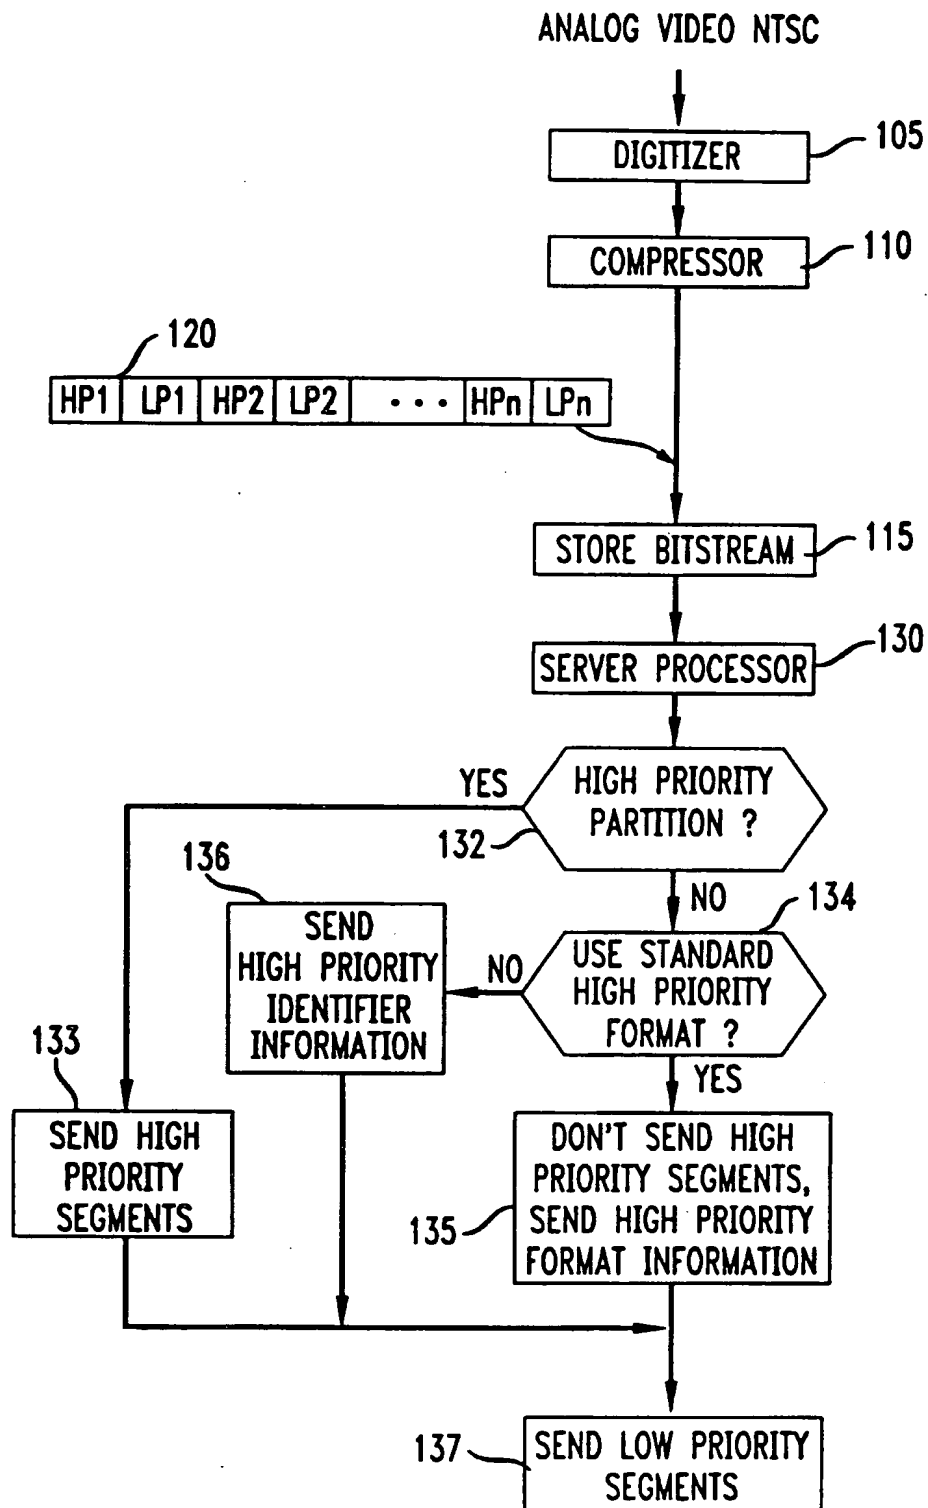 ANALOG VIDEO NTSC
DIGITIZER
105
COMPRESSOR
110
120
HP1 LP1 HP2 LP2 ... HPn LPn
STORE BITSTREAM
115
SERVER PROCESSOR
130
HIGH PRIORITY
PARTITION ?
132
YES
NO
134
USE STANDARD
HIGH PRIORITY
FORMAT ?
NO
YES
136
SEND
HIGH PRIORITY
IDENTIFIER
INFORMATION
133
SEND HIGH
PRIORITY
SEGMENTS
DON'T SEND HIGH
PRIORITY SEGMENTS,
SEND HIGH PRIORITY
FORMAT INFORMATION
135
137
SEND LOW PRIORITY
SEGMENTS